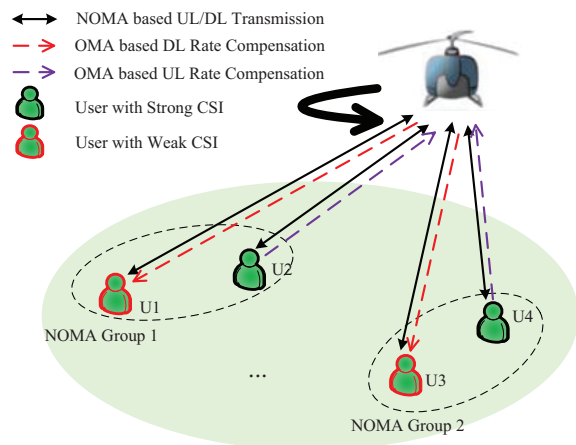 NOMA based UL/DL Transmission
OMA based DL Rate Compensation
OMA based UL Rate Compensation
User with Strong CSI
User with Weak CSI
U2
U1
U4
NOMA Group 1
...
U3
NOMA Group 2